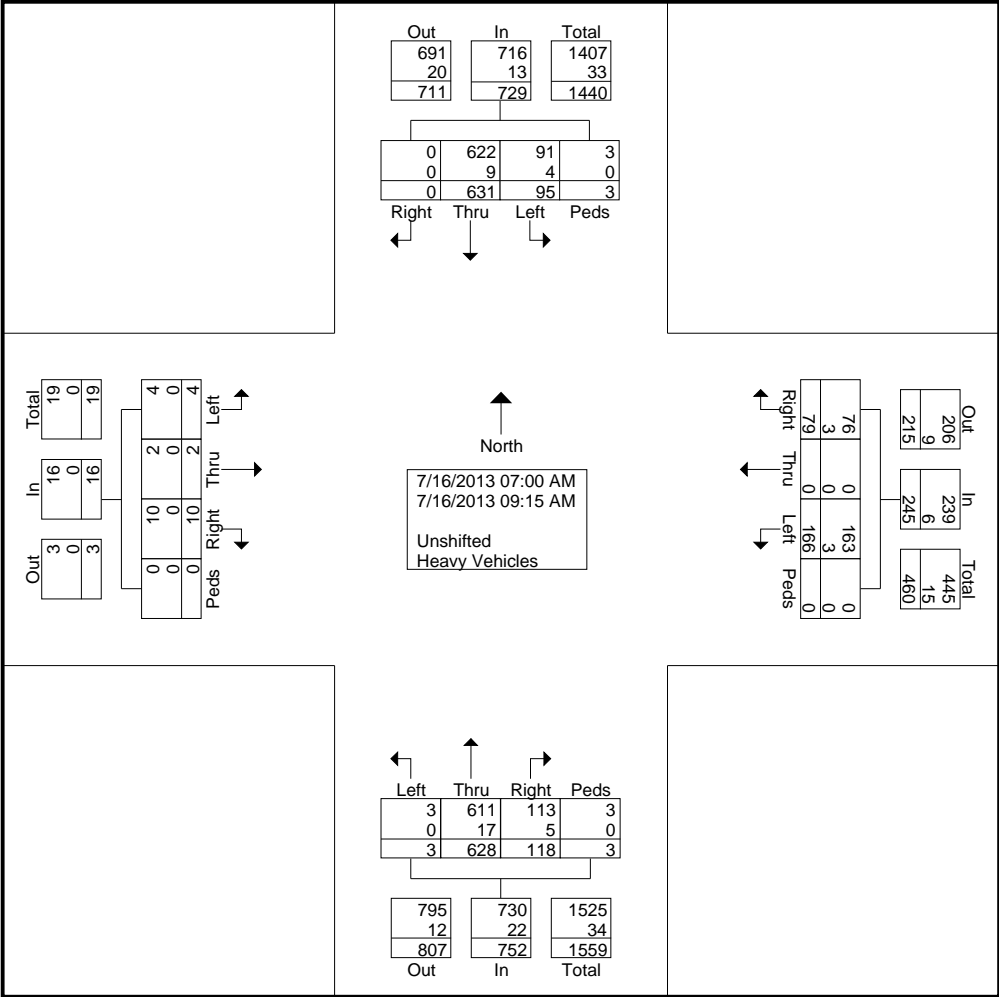 Out In Total
691 716 1407
20 13 33
711 729 1440
0 622 91 3
0 9 4 0
0 631 95 3
Right Thru Left Peds
Total
19 0 19
In
16 0 16
Out
3 0 3
Left
4 0 4
Thru
2 0 2
Right
10 0 10
Peds
0 0 0
North
7/16/2013 07:00 AM
7/16/2013 09:15 AM
Unshifted
Heavy Vehicles
Right
76
3
79
Thru
0
0
0
Left
163
3
166
Peds
0
0
0
Out
206
9
215
In
239
6
245
Total
445
15
460
Left Thru Right Peds
3 611 113 3
0 17 5 0
3 628 118 3
795 730 1525
12 22 34
807 752 1559
Out In Total